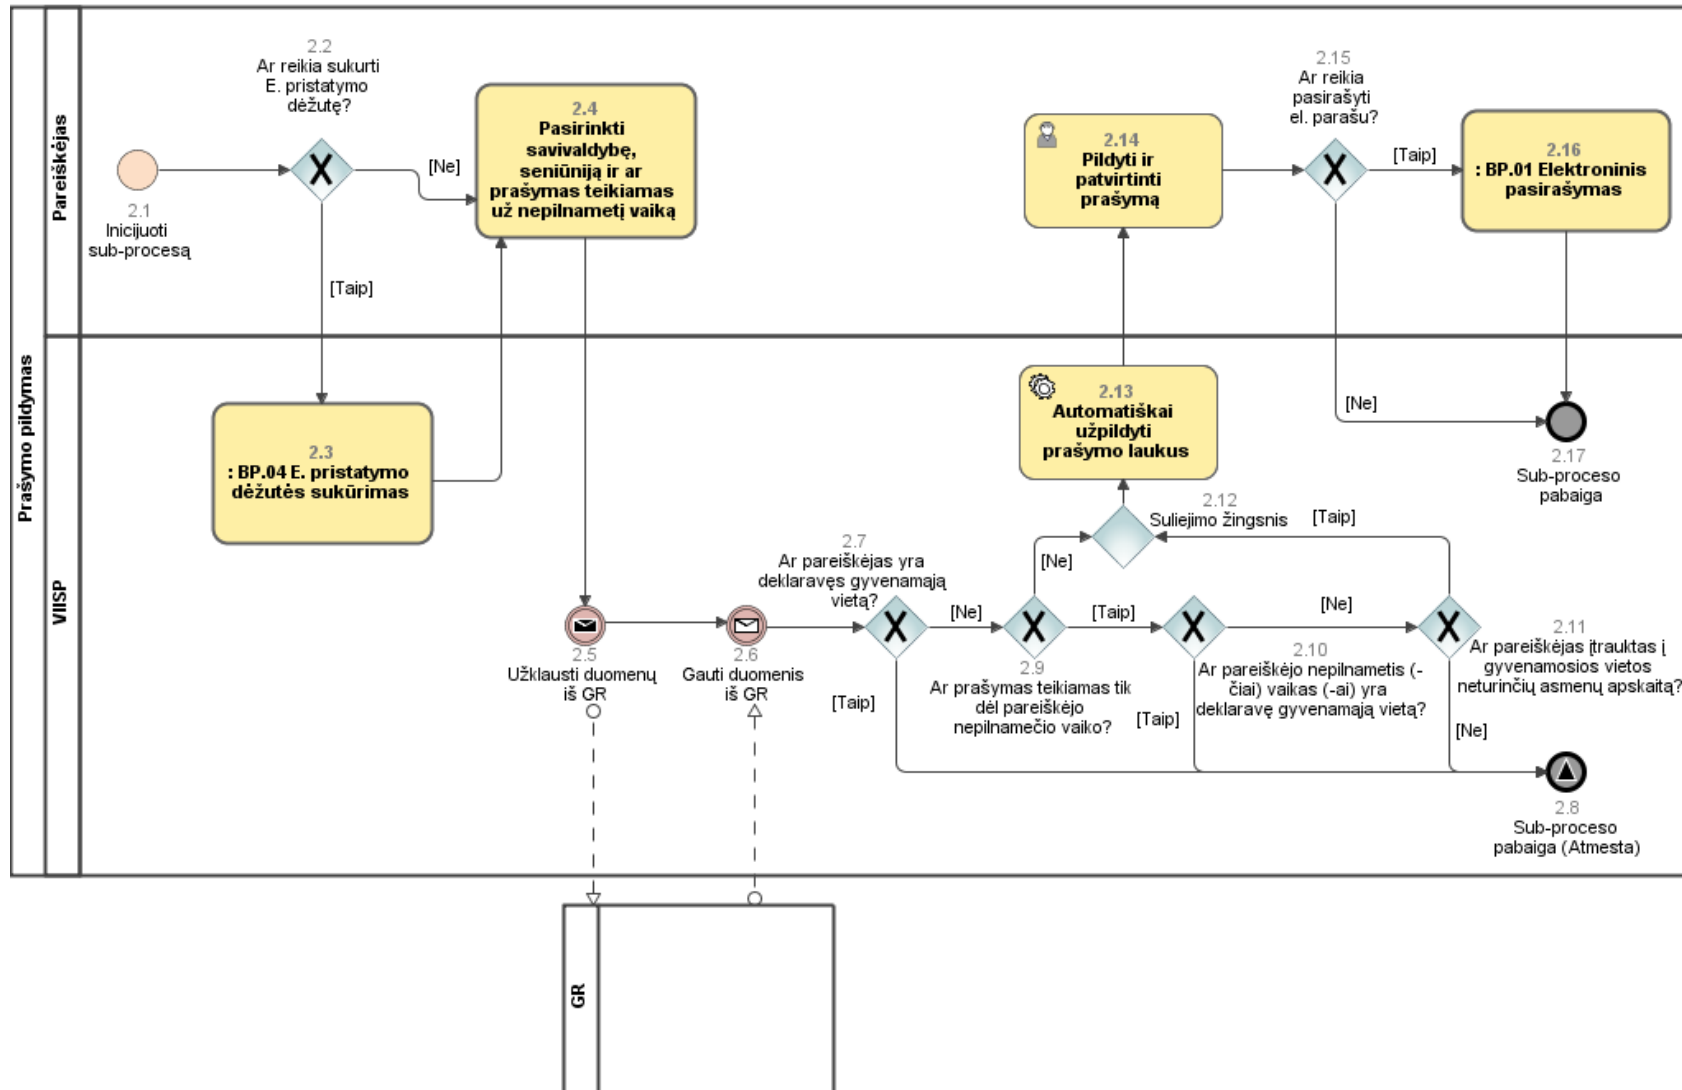 Prašymo pildymas
Pareiškėjas
2.1
Inicijuoti
sub-procesą
2.2
Ar reikia sukurti
E. pristatymo
dėžutę?
[Ne]
[Taip]
2.4
Pasirinkti
savivaldybę,
seniūniją ir ar
prašymas teikiamas
už nepilnametį vaiką
2.14
Pildyti ir
patvirtinti
prašymą
2.15
Ar reikia
pasirašyti
el. parašu?
[Taip]
[Ne]
2.16
: BP.01 Elektroninis
pasirašymas
VIISP
2.3
: BP.04 E. pristatymo
dėžutės sukūrimas
2.13
Automatiškai
užpildyti
prašymo laukus
2.17
Sub-proceso
pabaiga
2.12
Suliejimo žingsnis
[Taip]
2.7
Ar pareiškėjas yra
deklaravęs gyvenamąją
vietą?
[Ne]
[Ne]
[Taip]
[Ne]
2.5
Užklausti duomenų
iš GR
2.6
Gauti duomenis
iš GR
[Taip]
2.9
Ar prašymas teikiamas tik
dėl pareiškėjo
nepilnamečio vaiko?
2.10
Ar pareiškėjo nepilnametis (-
čiai) vaikas (-ai) yra
deklaravę gyvenamąją vietą?
[Taip]
2.11
Ar pareiškėjas įtrauktas į
gyvenamosios vietos
neturinčių asmenų apskaitą?
[Ne]
2.8
Sub-proceso
pabaiga (Atmesta)
GR